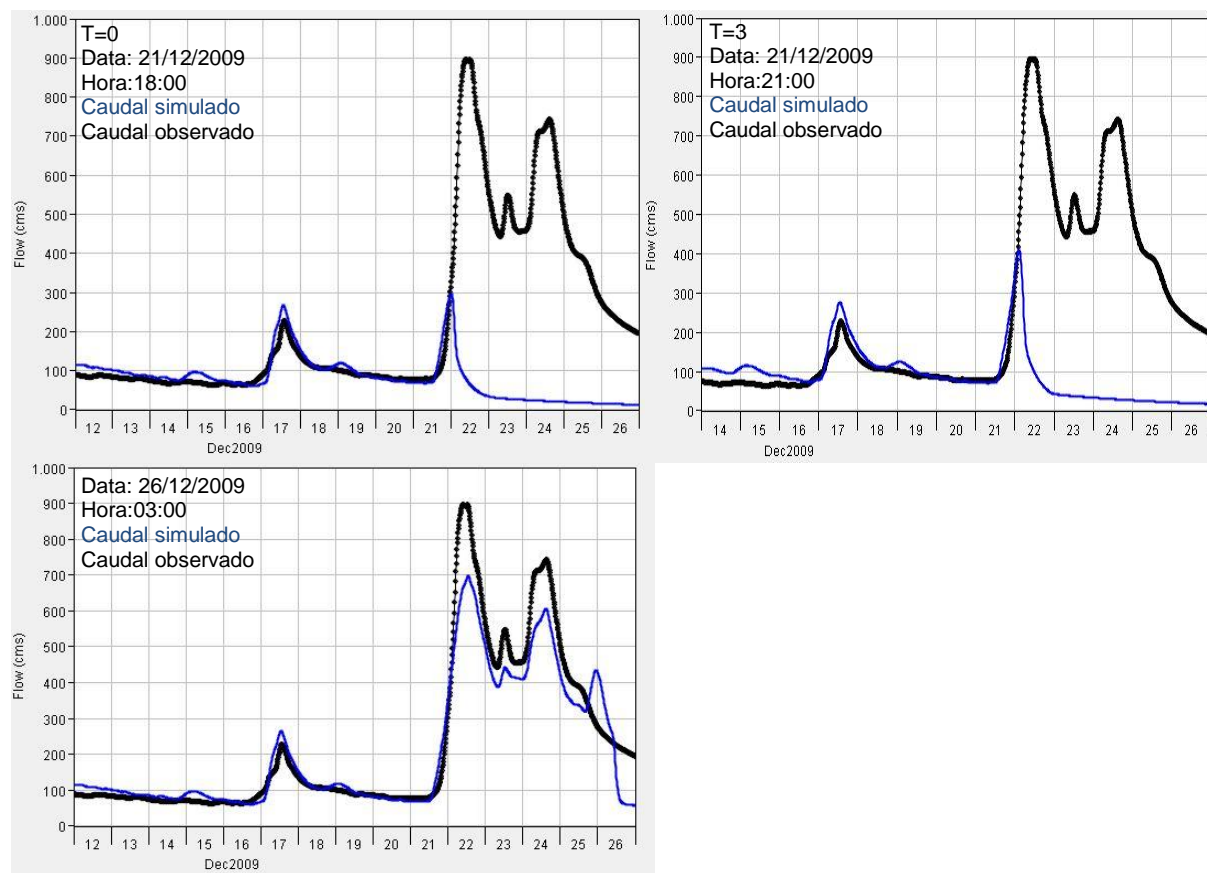 T=0
Data: 21/12/2009
Hora:18:00
Caudal simulado
Caudal observado
1.000
900
800
700
600
500
400
300
200
100
0
Flow (cms)
12 13 14 15 16 17 18 19 20 21 22 23 24 25 26
Dec2009
T=3
Data: 21/12/2009
Hora:21:00
Caudal simulado
Caudal observado
1.000
900
800
700
600
500
400
300
200
100
0
Flow (cms)
14 15 16 17 18 19 20 21 22 23 24 25 26
Dec2009
Data: 26/12/2009
Hora:03:00
Caudal simulado
Caudal observado
1.000
900
800
700
600
500
400
300
200
100
0
Flow (cms)
12 13 14 15 16 17 18 19 20 21 22 23 24 25 26
Dec2009